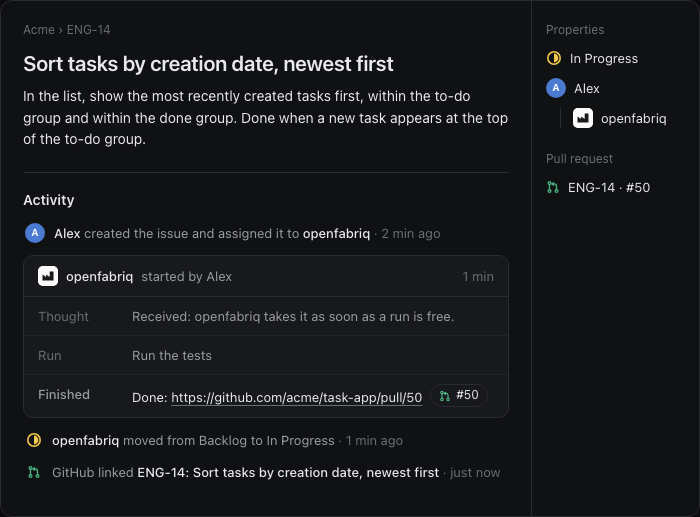 Acme › ENG-14
Sort tasks by creation date, newest first
In the list, show the most recently created tasks first, within the to-do
group and within the done group. Done when a new task appears at the top
of the to-do group.
Activity
A Alex created the issue and assigned it to openfabriq · 2 min ago
openfabriq started by Alex 1 min
Thought Received: openfabriq takes it as soon as a run is free.
Run Run the tests
Finished Done: https://github.com/acme/task-app/pull/50 #50
openfabriq moved from Backlog to In Progress · 1 min ago
GitHub linked ENG-14: Sort tasks by creation date, newest first · just now
Properties
In Progress
A Alex
openfabriq
Pull request
ENG-14 · #50